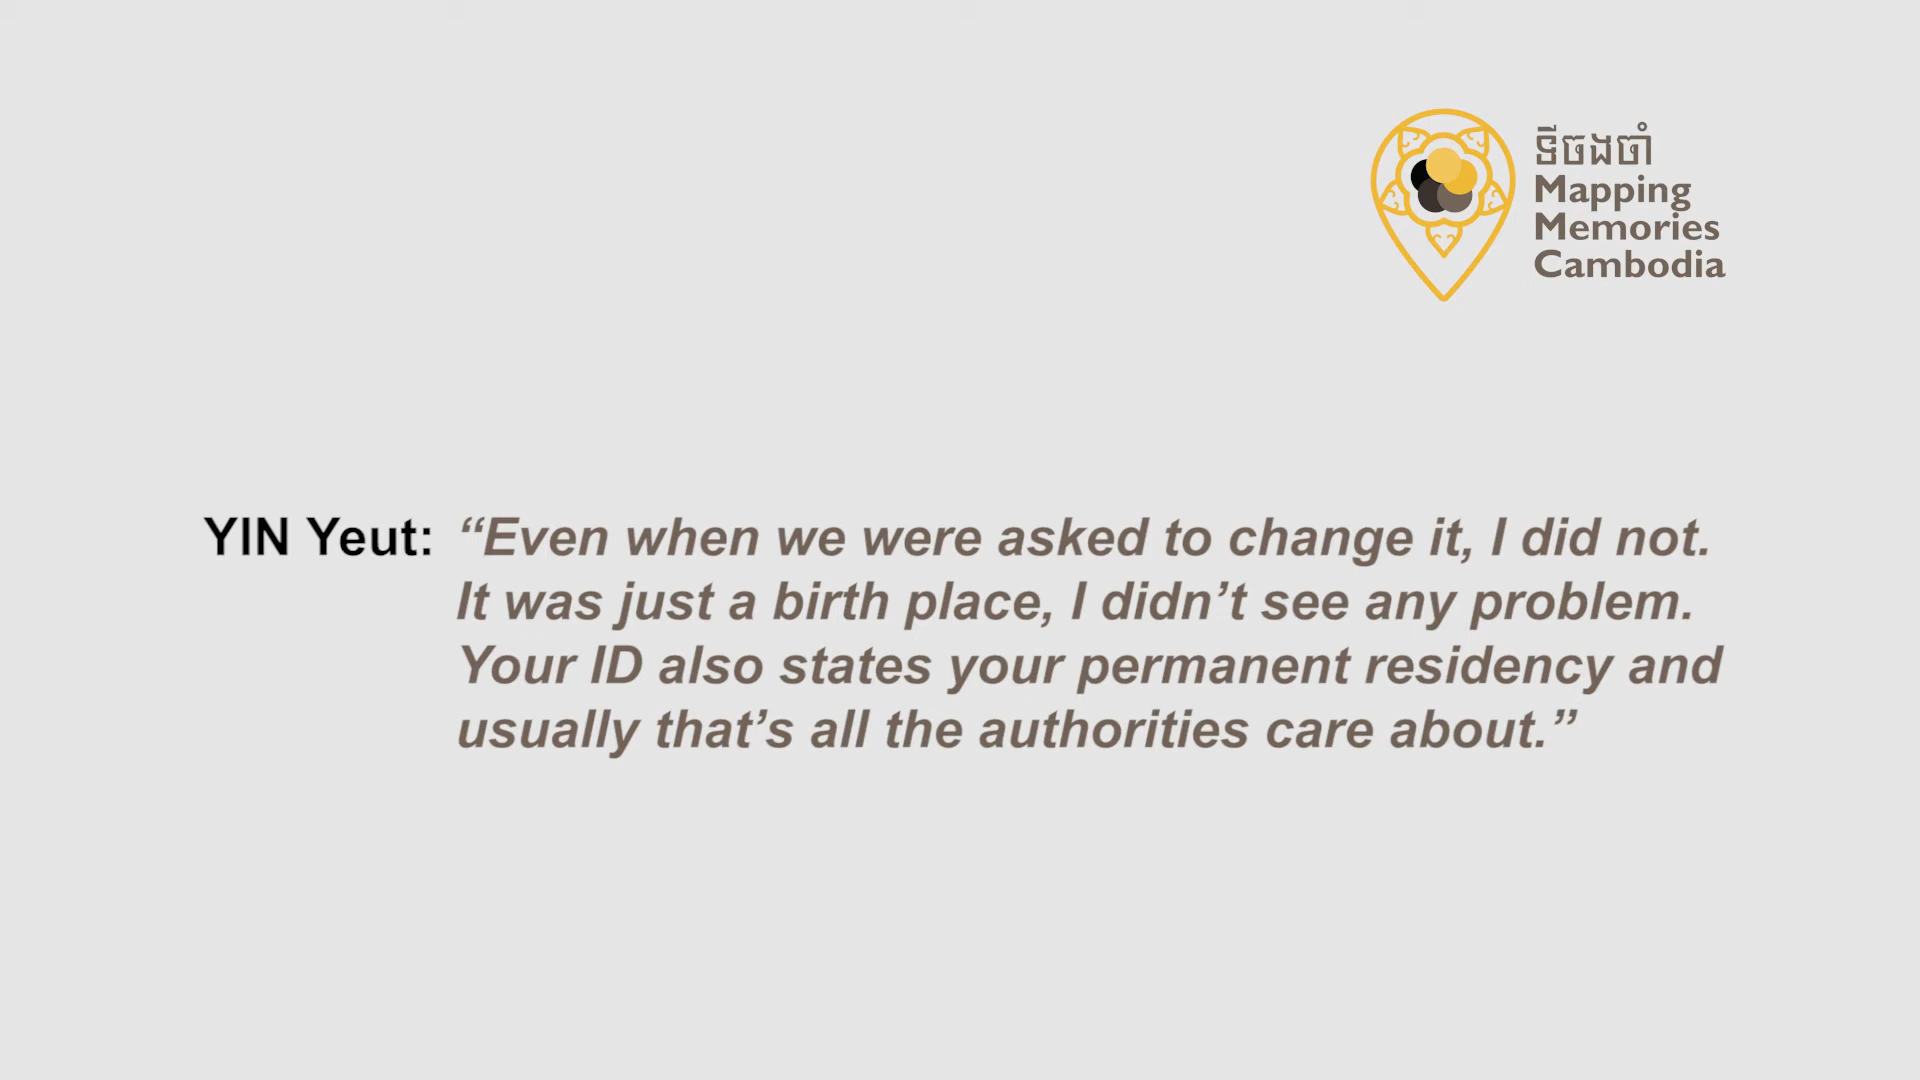 ទីចងចាំ
Mapping
Memories
Cambodia
YIN Yeut: “Even when we were asked to change it, I did not.
It was just a birth place, I didn’t see any problem.
Your ID also states your permanent residency and
usually that’s all the authorities care about.”